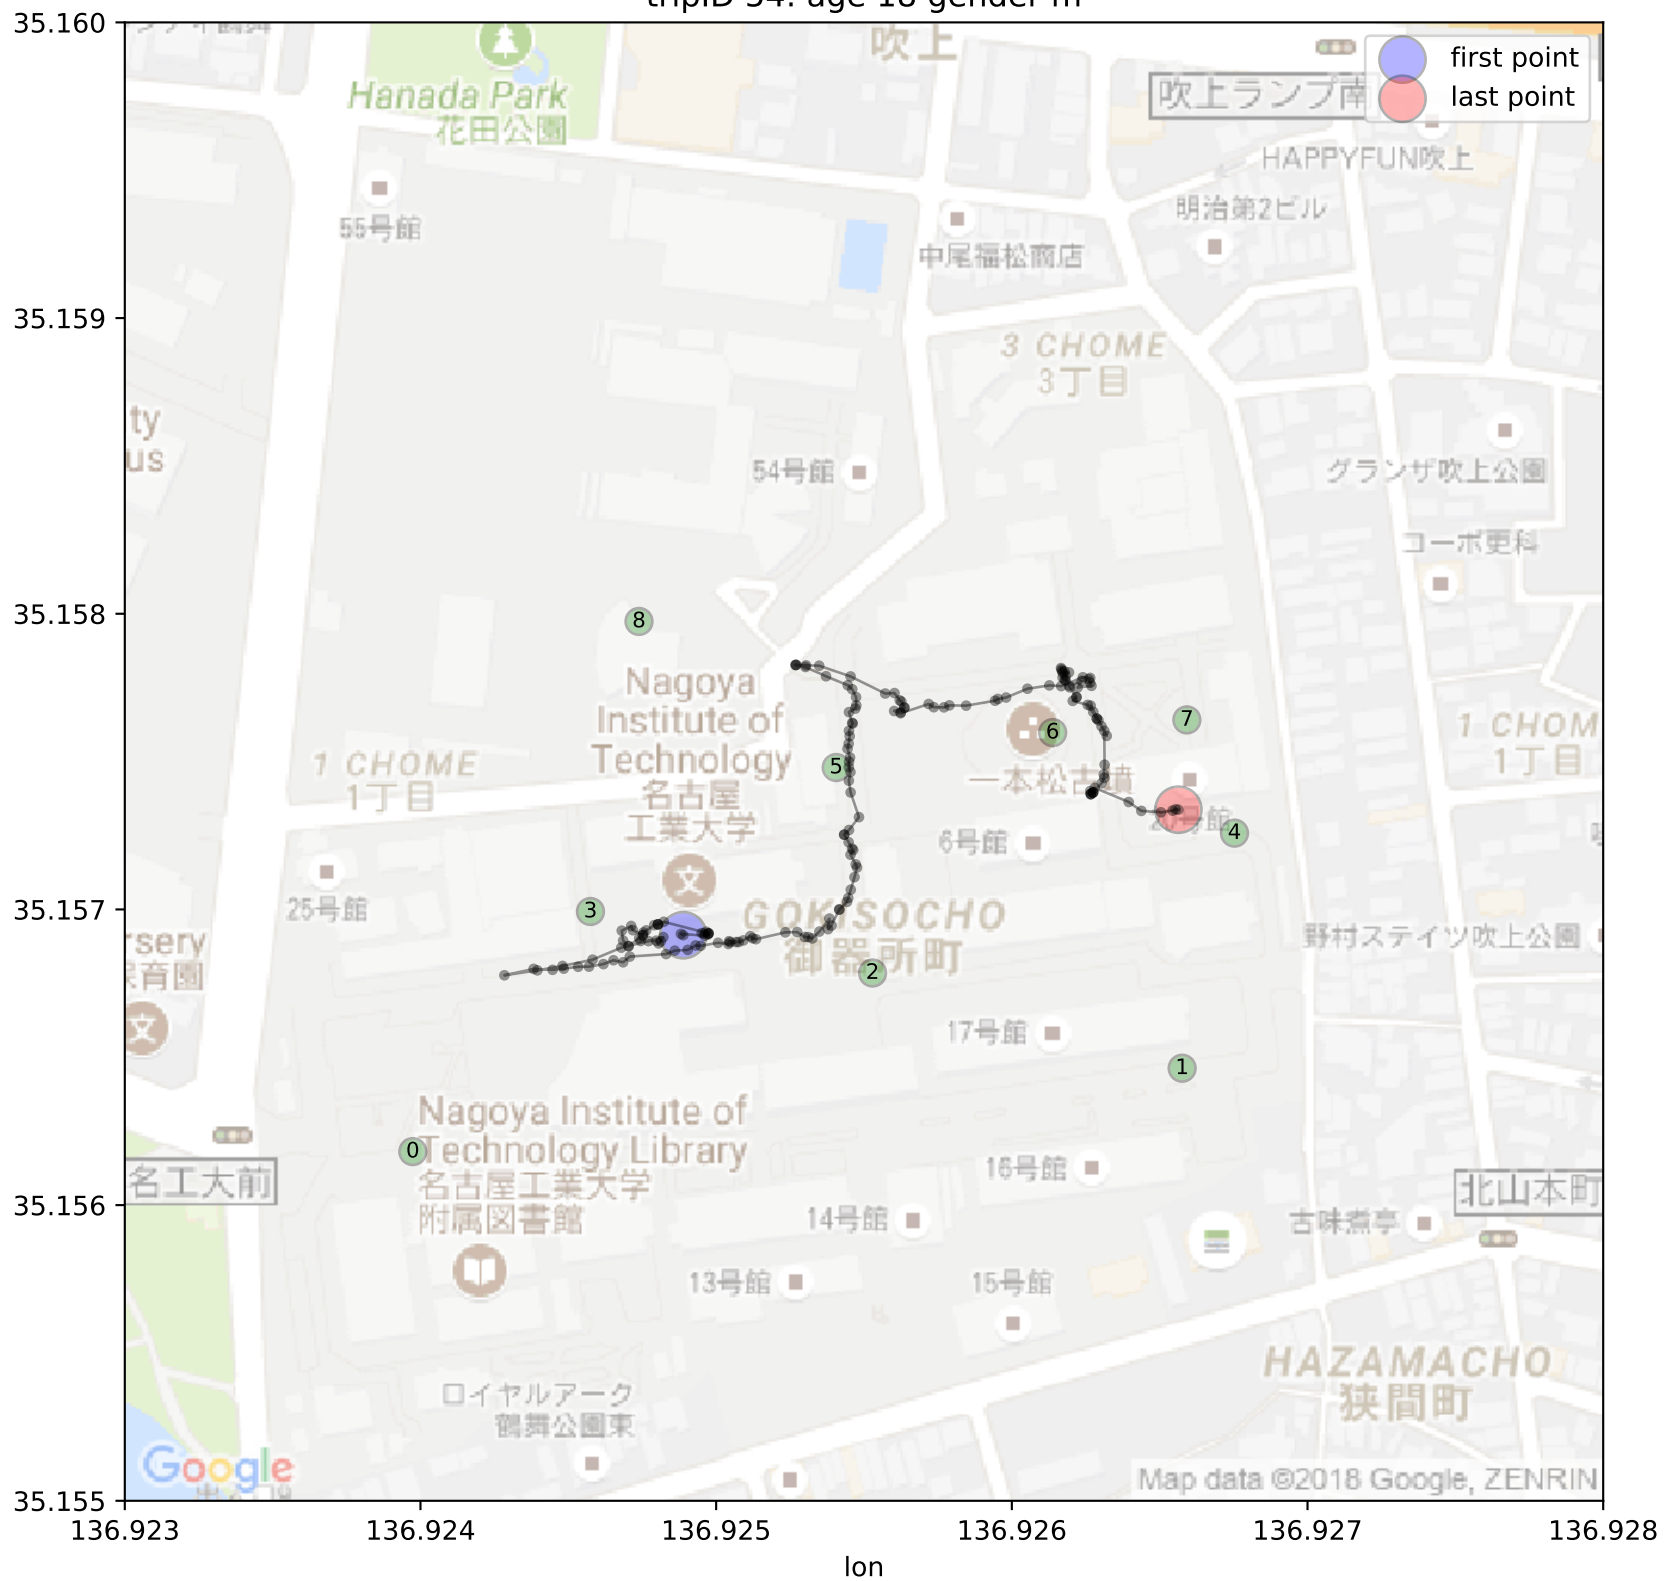 tripID 34: age 18 gender m
35.160
35.159
35.158
35.157
35.156
35.155
136.923
136.924
136.925
136.926
136.927
136.928
lon
first point
last point
吹上
吹上ランプ南
Hanada Park
花田公園
HAPPYFUN吹上
明治第2ビル
55号館
中尾福松商店
3 CHOME
3丁目
ty
us
54号館
グランザ吹上公園
コーポ更科
8
Nagoya
Institute of
Technology
名古屋
工業大学
7
6
5
4
1 CHOME
1丁目
一本松古墳
1 CHOM
1丁目
6号館
25号館
3
GOKISOCHO
御器所町
2
野村ステイツ吹上公園
rsery
保育園
17号館
1
Nagoya Institute of
Technology Library
名古屋工業大学
附属図書館
0
名工大前
16号館
北山本町
14号館
古味煮亭
13号館
15号館
HAZAMACHO
狭間町
ロイヤルアーク
鶴舞公園東
Google
Map data ©2018 Google, ZENRIN